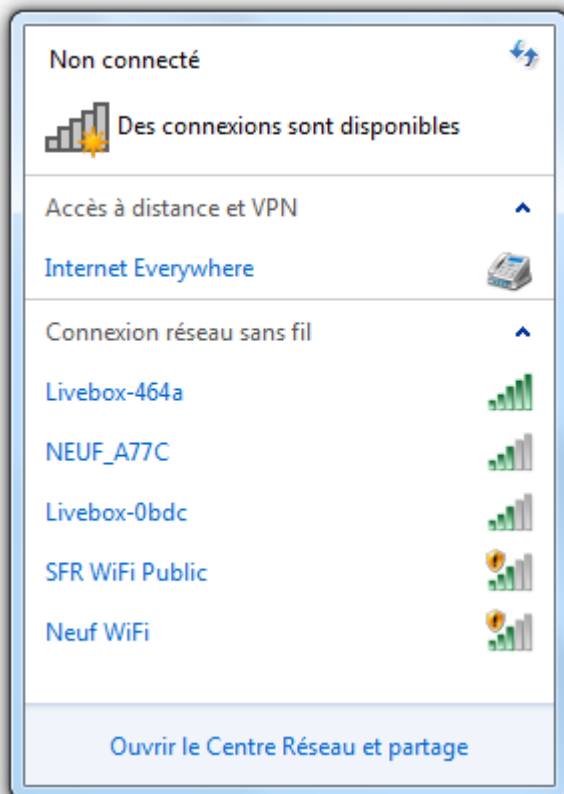 Non connecté
Des connexions sont disponibles
Accès à distance et VPN
Internet Everywhere
Connexion réseau sans fil
Livebox-464a
NEUF_A77C
Livebox-0bdc
SFR WiFi Public
Neuf WiFi
Ouvrir le Centre Réseau et partage